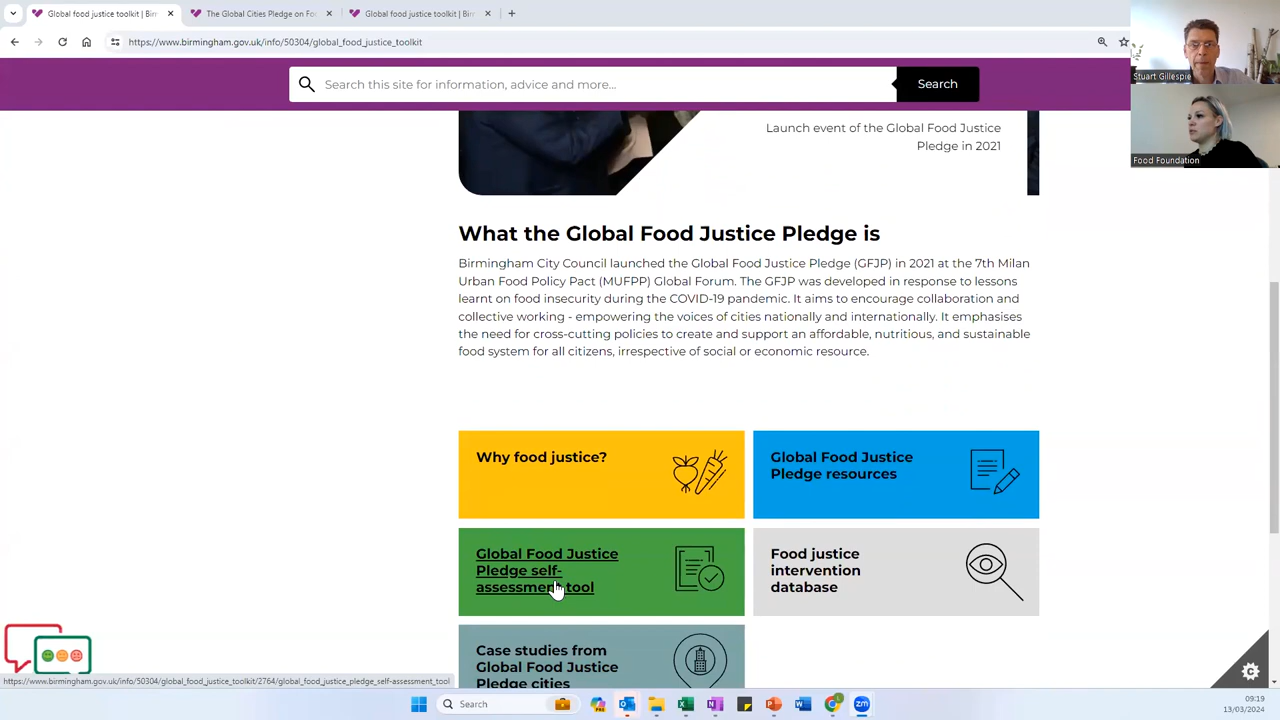 Global food justice toolkit | Birm
The Global Cities Pledge on Foo
Global food justice toolkit | Birm
https://www.birmingham.gov.uk/info/50304/global_food_justice_toolkit
Stuart Gillespie
Search this site for information, advice and more...
Search
Launch event of the Global Food Justice
Pledge in 2021
Food Foundation
What the Global Food Justice Pledge is
Birmingham City Council launched the Global Food Justice Pledge (GFJP) in 2021 at the 7th Milan
Urban Food Policy Pact (MUFPP) Global Forum. The GFJP was developed in response to lessons
learnt on food insecurity during the COVID-19 pandemic. It aims to encourage collaboration and
collective working - empowering the voices of cities nationally and internationally. It emphasises
the need for cross-cutting policies to create and support an affordable, nutritious, and sustainable
food system for all citizens, irrespective of social or economic resource.
Why food justice?
Global Food Justice
Pledge resources
Global Food Justice
Pledge self-
assessment tool
Food justice
intervention
database
Case studies from
Global Food Justice
Pledge cities
https://www.birmingham.gov.uk/info/50304/global_food_justice_toolkit/2764/global_food_justice_pledge_self-assessment_tool
Search
09:19
13/03/2024